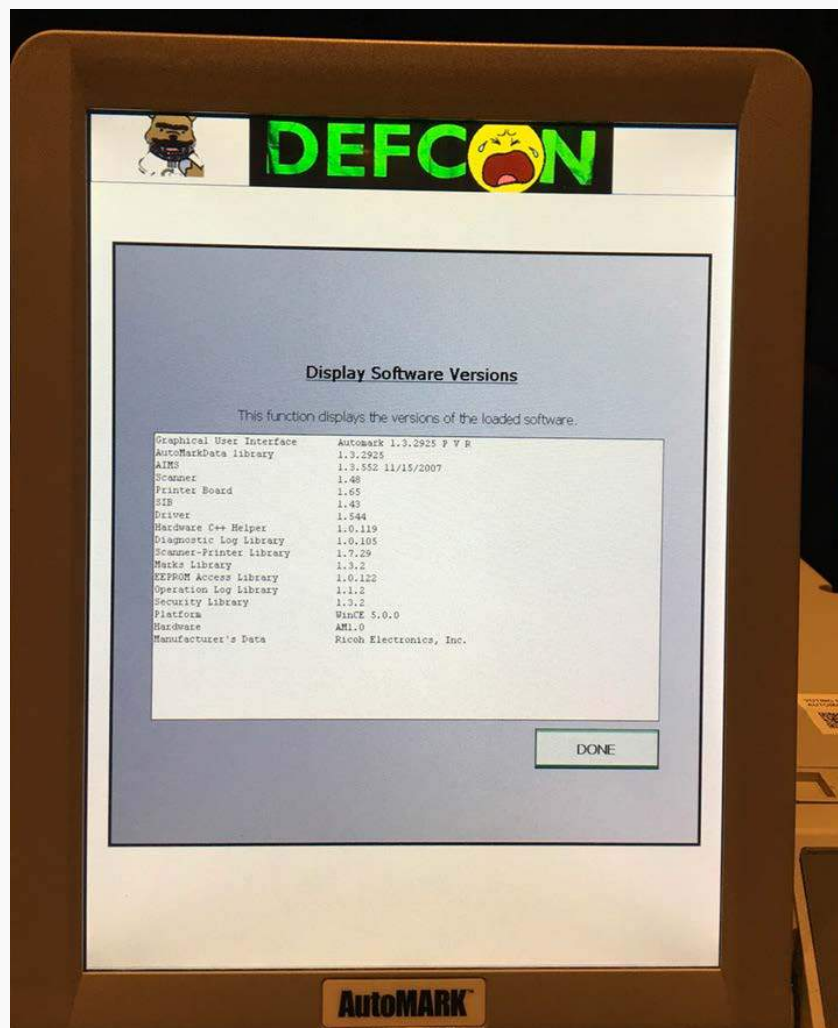 DEFCON
Display Software Versions
This function displays the versions of the loaded software.
Graphical User Interface Automark 1.3.2925 P V R
AutoMarkData library 1.3.2925
AIMS 1.3.552 11/15/2007
Scanner 1.48
Printer Board 1.65
SIB 1.43
Driver 1.544
Hardware C++ Helper 1.0.119
Diagnostic Log Library 1.0.105
Scanner-Printer Library 1.7.29
Marks Library 1.3.2
EEPROM Access Library 1.0.122
Operation Log Library 1.1.2
Security Library 1.3.2
Platform WinCE 5.0.0
Hardware AM1.0
Manufacturer's Data Ricoh Electronics, Inc.
DONE
AutoMARK™